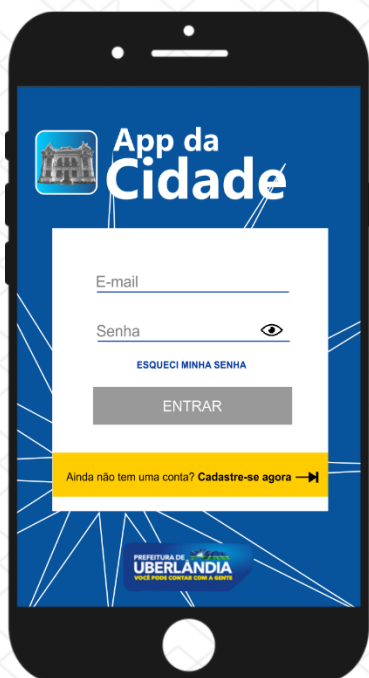 App da
Cidade
E-mail
Senha
ESQUECI MINHA SENHA
ENTRAR
Ainda não tem uma conta? Cadastre-se agora
PREFEITURA DE
UBERLÂNDIA
VOCÊ PODE CONTAR COM A GENTE